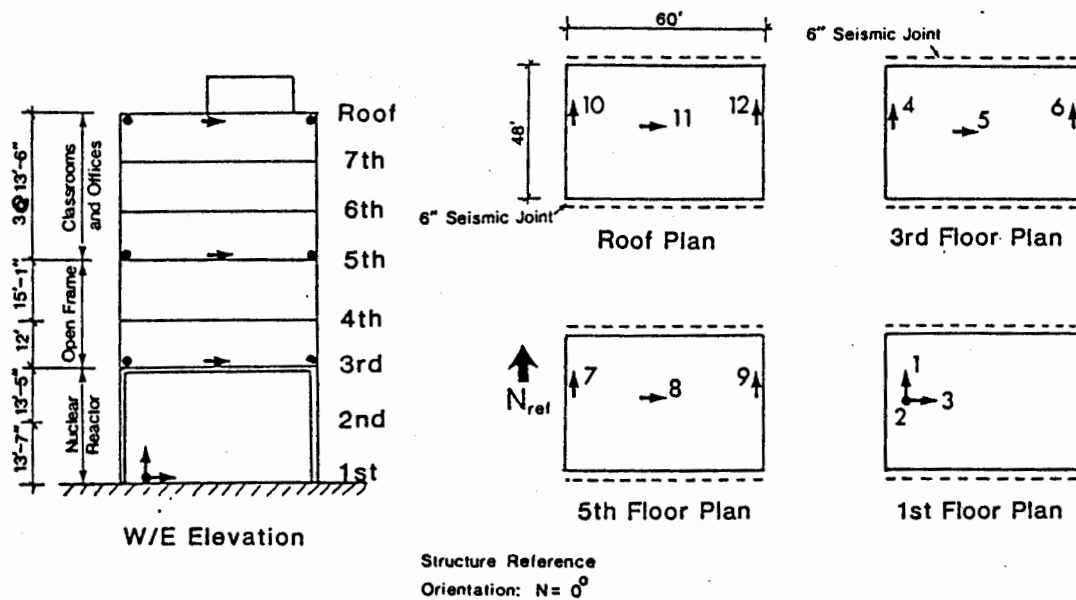 Roof
7th
6th
5th
4th
3rd
2nd
1st
3@13'-6"
15'-1"
12'
13'-5"
13'-7"
Classrooms
and Offices
Open Frame
Nuclear
Reactor
W/E Elevation
60'
48'
10
11
12
6" Seismic Joint
Roof Plan
6" Seismic Joint
4
5
6
3rd Floor Plan
Nref
7
8
9
5th Floor Plan
1
2
3
1st Floor Plan
Structure Reference
Orientation: N= 0°